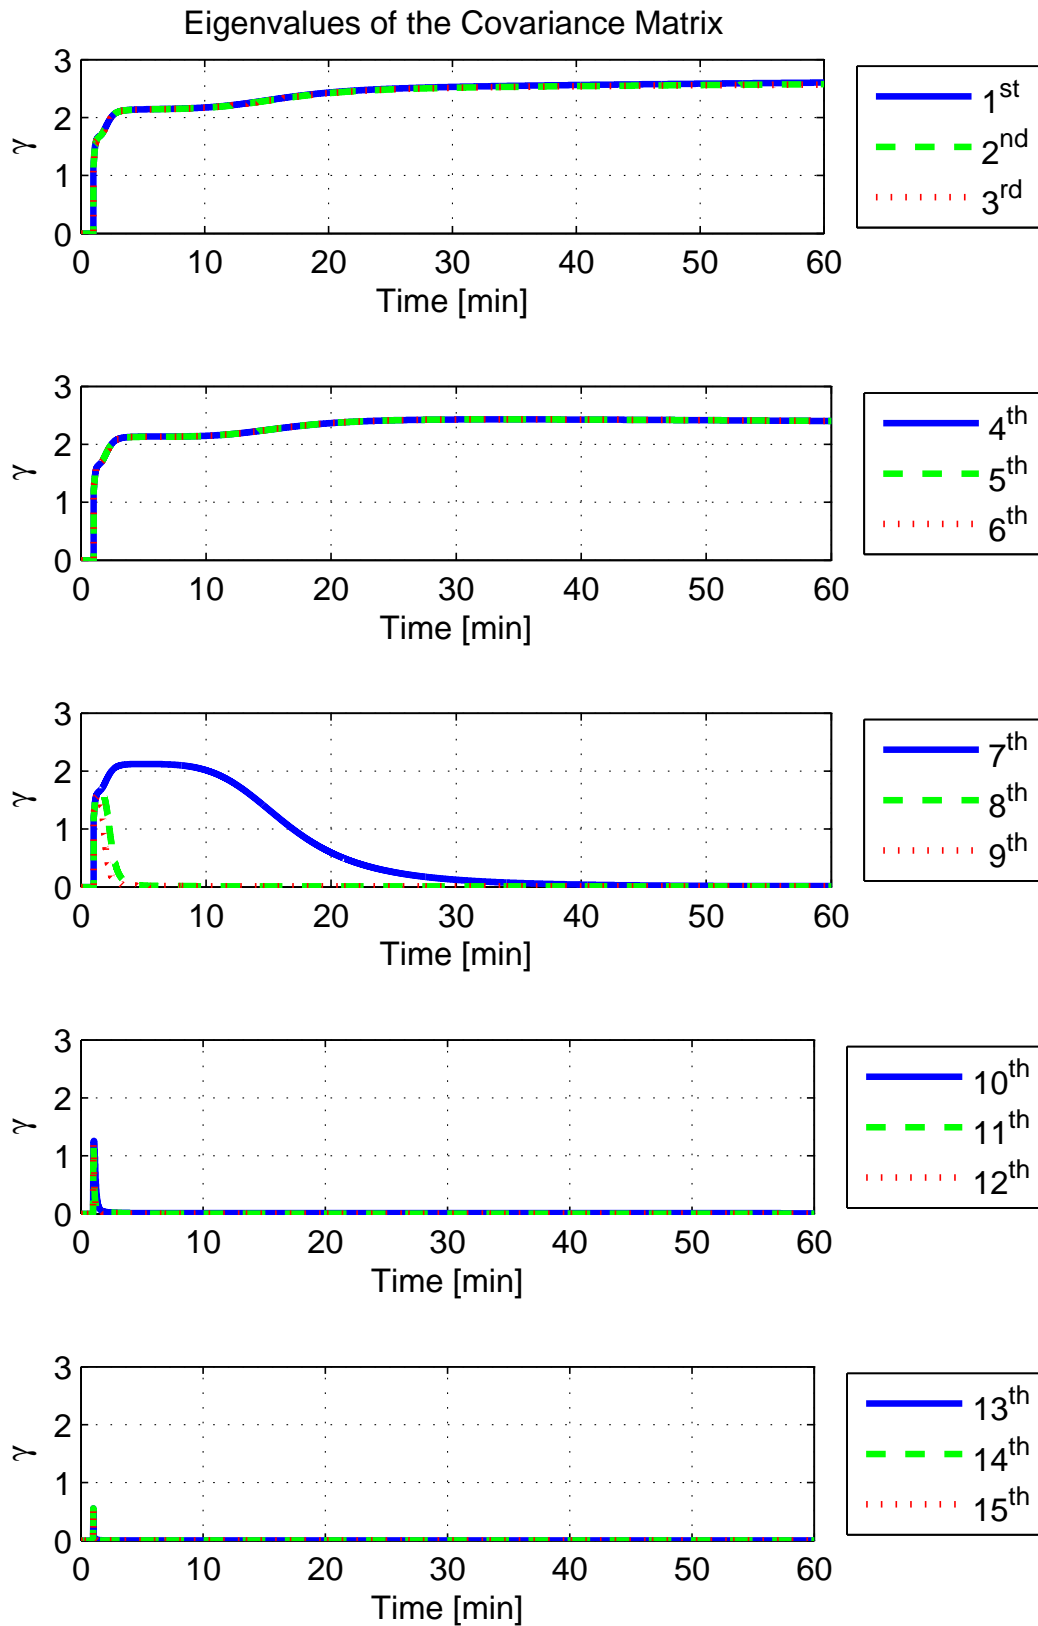 Eigenvalues of the Covariance Matrix
3
2
1
0
γ
0 10 20 30 40 50 60
Time [min]
1st
2nd
3rd
3
2
1
0
γ
0 10 20 30 40 50 60
Time [min]
4th
5th
6th
3
2
1
0
γ
0 10 20 30 40 50 60
Time [min]
7th
8th
9th
3
2
1
0
γ
0 10 20 30 40 50 60
Time [min]
10th
11th
12th
3
2
1
0
γ
0 10 20 30 40 50 60
Time [min]
13th
14th
15th